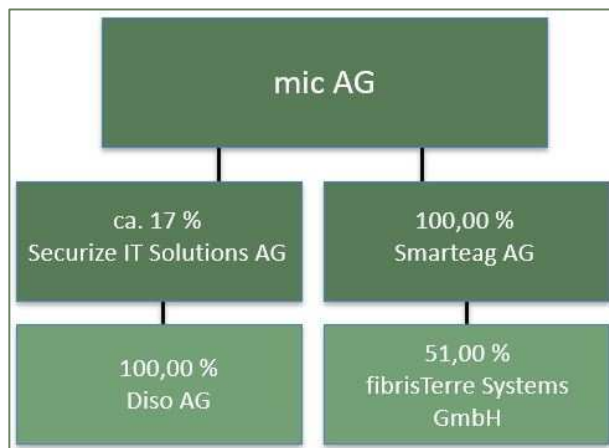 mic AG
ca. 17 %
Securize IT Solutions AG
100,00 %
Smarteag AG
100,00 %
Diso AG
51,00 %
fibrisTerre Systems
GmbH